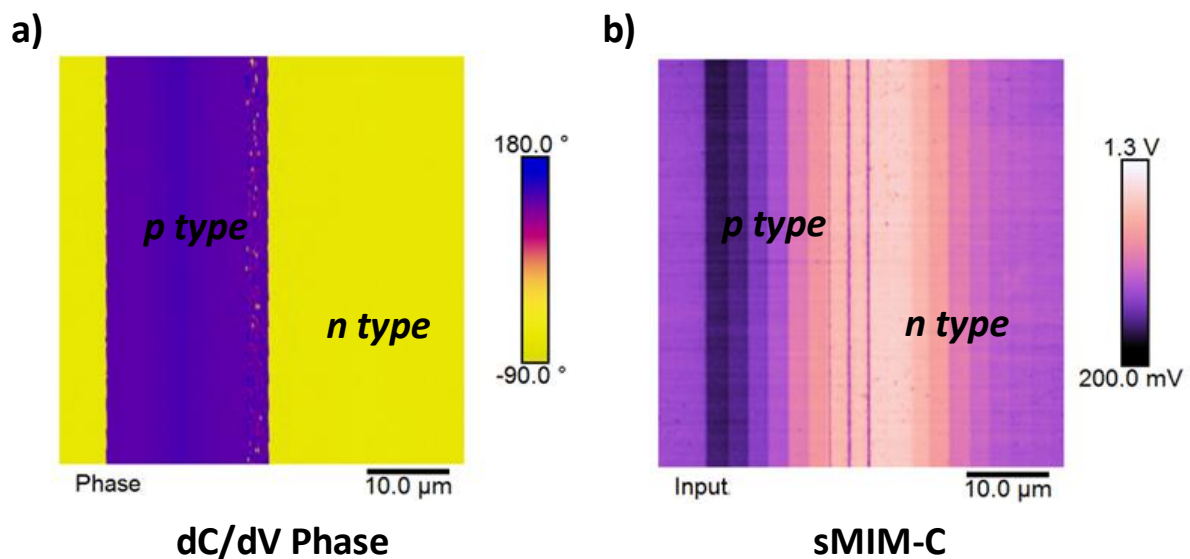 a)
180.0 °
p type
n type
-90.0 °
Phase
10.0 µm
dC/dV Phase
b)
1.3 V
p type
n type
200.0 mV
Input
10.0 µm
sMIM-C